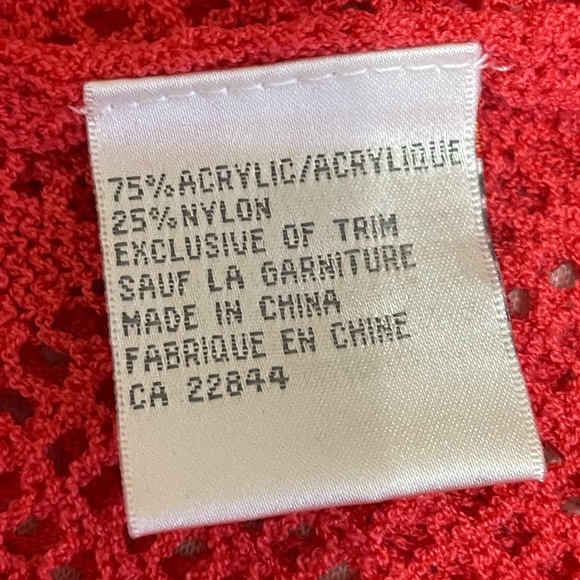 75%ACRYLIC/ACRYLIQUE
25%NYLON
EXCLUSIVE OF TRIM
SAUF LA GARNITURE
MADE IN CHINA
FABRIQUE EN CHINE
CA 22844